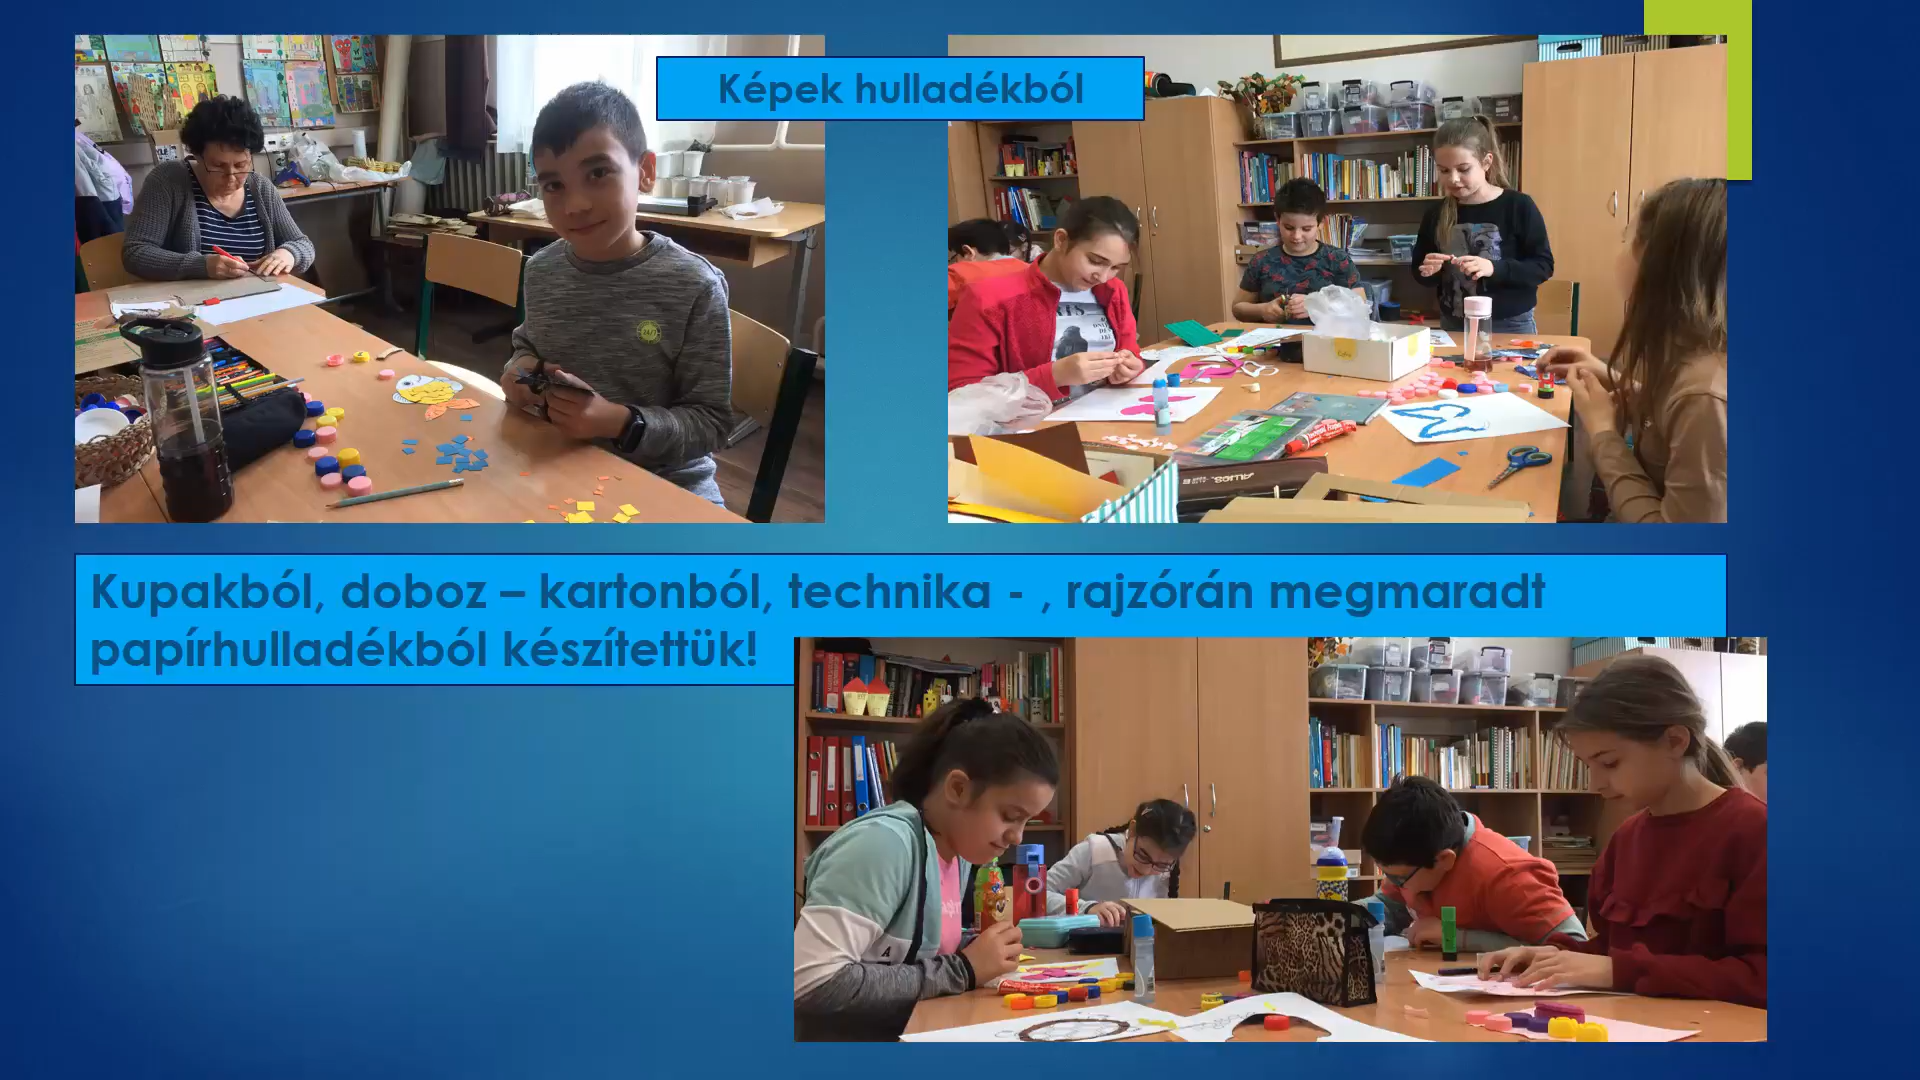 Képek hulladékból
Kupakból, doboz – kartonból, technika - , rajzórán megmaradt
papírhulladékból készítettük!